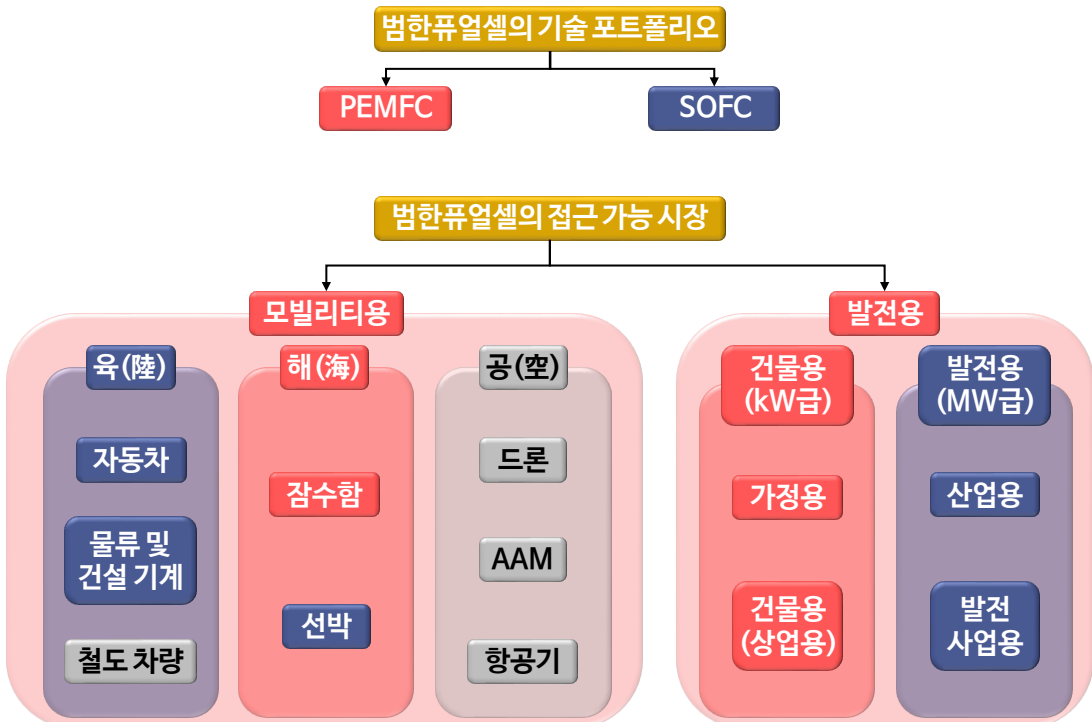 범한퓨얼셀의 기술 포트폴리오
PEMFC
SOFC
범한퓨얼셀의 접근 가능 시장
모빌리티용
발전용
육(陸)
해(海)
공(空)
건물용
(kW급)
발전용
(MW급)
자동차
물류 및
건설 기계
철도 차량
잠수함
선박
드론
AAM
항공기
가정용
건물용
(상업용)
산업용
발전
사업용